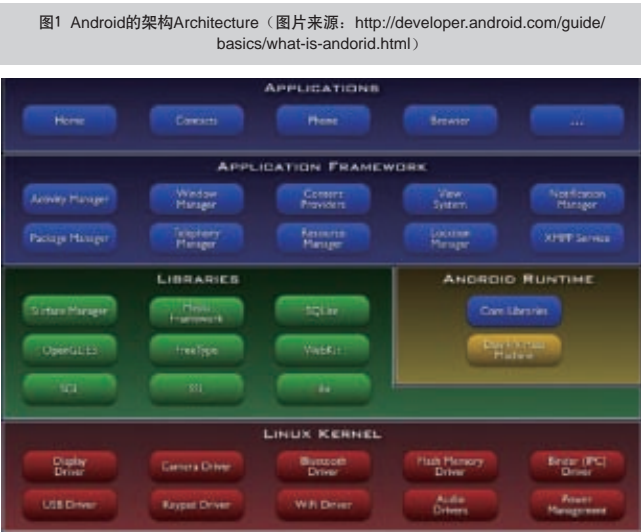 图1 Android的架构Architecture（图片来源：http://developer.android.com/guide/
basics/what-is-andorid.html）
APPLICATIONS
Home Contacts Phone Browser ...
APPLICATION FRAMEWORK
Activity Manager Window Manager Content Providers View System Notification Manager
Package Manager Telephony Manager Resource Manager Location Manager XMPP Service
LIBRARIES ANDROID RUNTIME
Surface Manager Media Framework SQLite Core Libraries
OpenGL|ES FreeType WebKit Dalvik Virtual Machine
SGL SSL libc
LINUX KERNEL
Display Driver Camera Driver Bluetooth Driver Flash Memory Driver Binder (IPC) Driver
USB Driver Keypad Driver WiFi Driver Audio Drivers Power Management